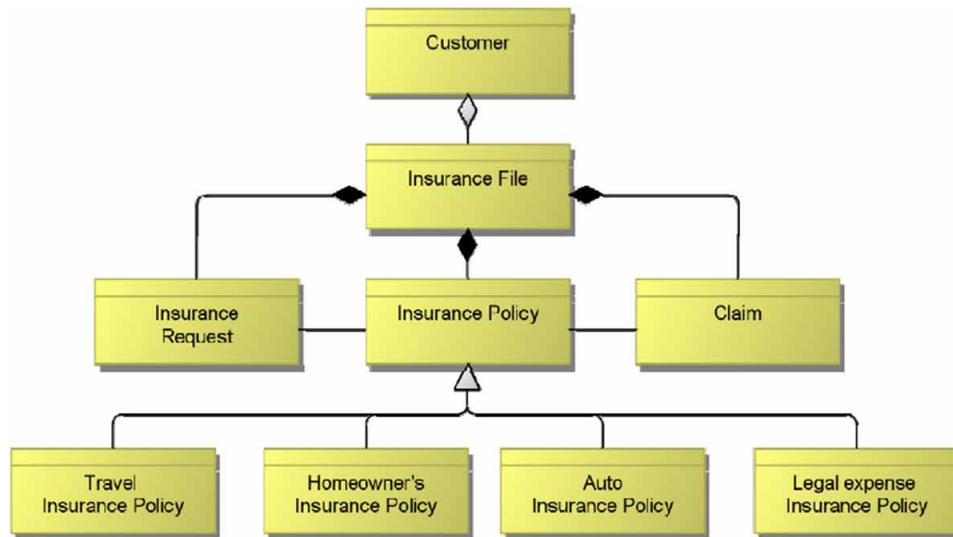 Customer
Insurance File
Insurance
Request
Insurance Policy
Claim
Travel
Insurance Policy
Homeowner's
Insurance Policy
Auto
Insurance Policy
Legal expense
Insurance Policy